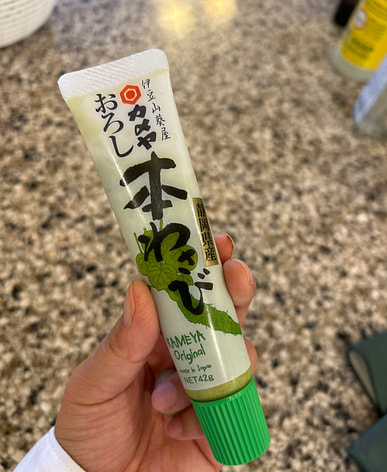 伊豆山葵屋
カメヤ
おろし
本わさび
静岡県産
KAMEYA
Original
made in Japan
NET42g